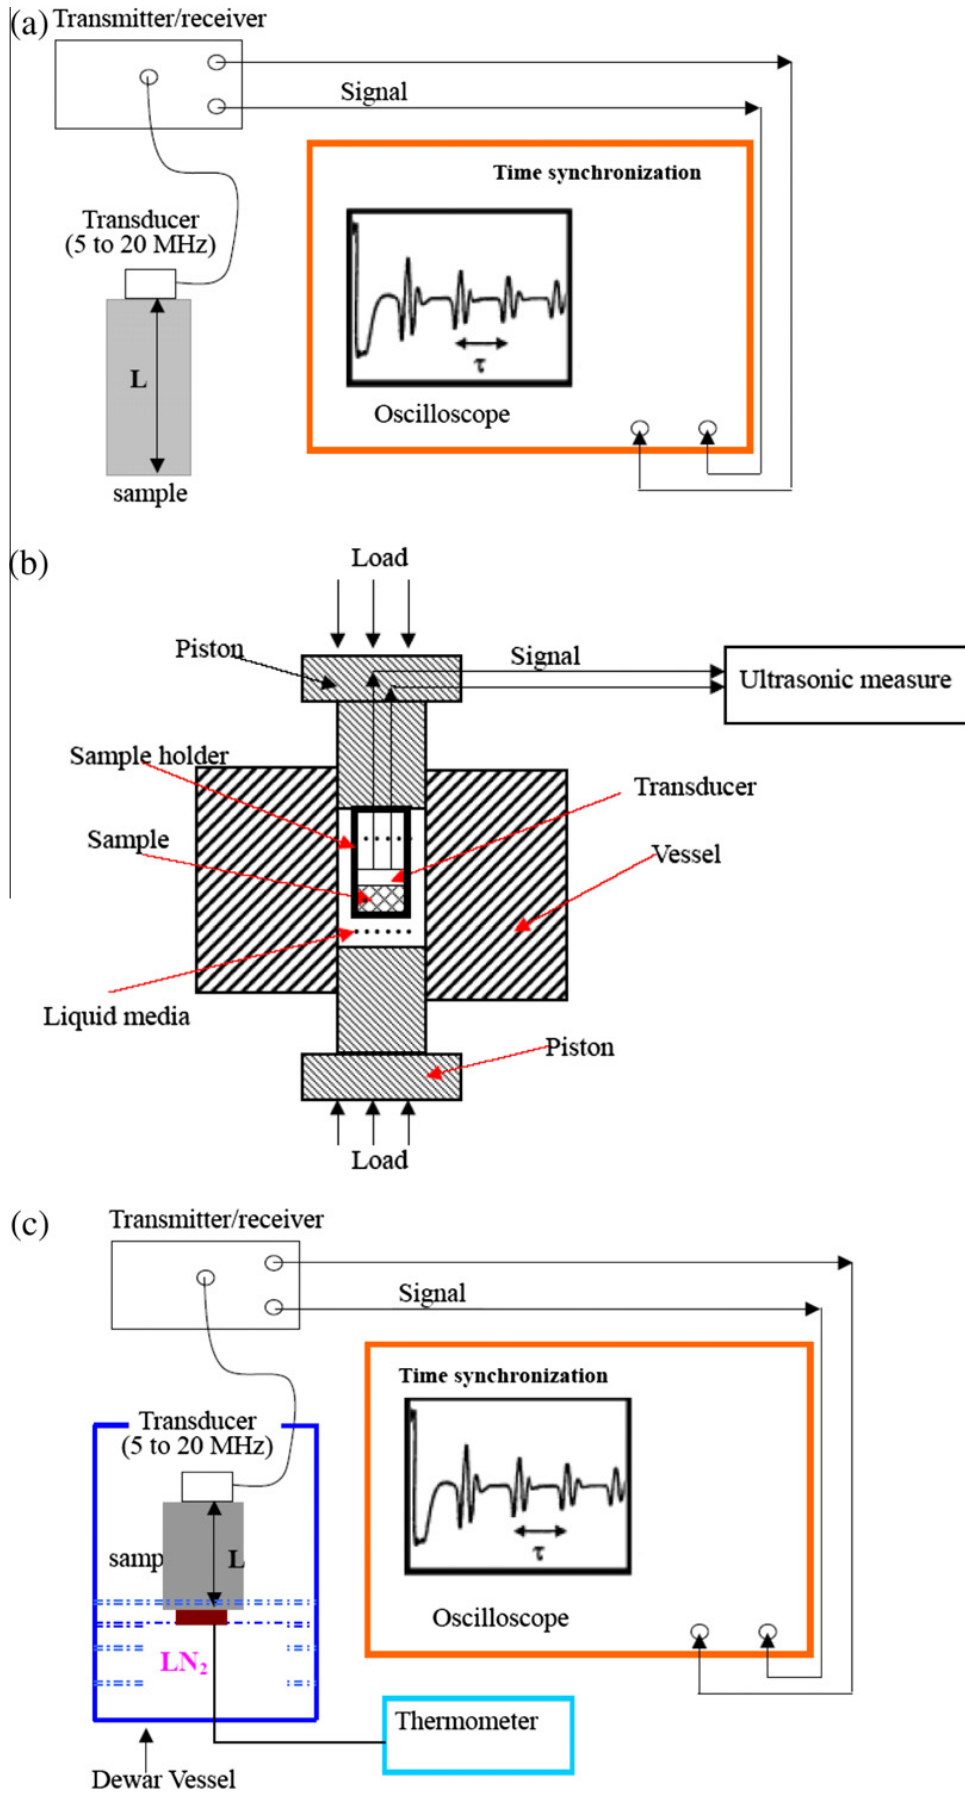 (a)
Transmitter/receiver
Signal
Time synchronization
Transducer
(5 to 20 MHz)
L
τ
Oscilloscope
sample
(b)
Load
Piston
Signal
Ultrasonic measure
Sample holder
Transducer
Sample
Vessel
Liquid media
Piston
Load
(c)
Transmitter/receiver
Signal
Time synchronization
Transducer
(5 to 20 MHz)
samp
L
τ
Oscilloscope
LN₂
Thermometer
Dewar Vessel